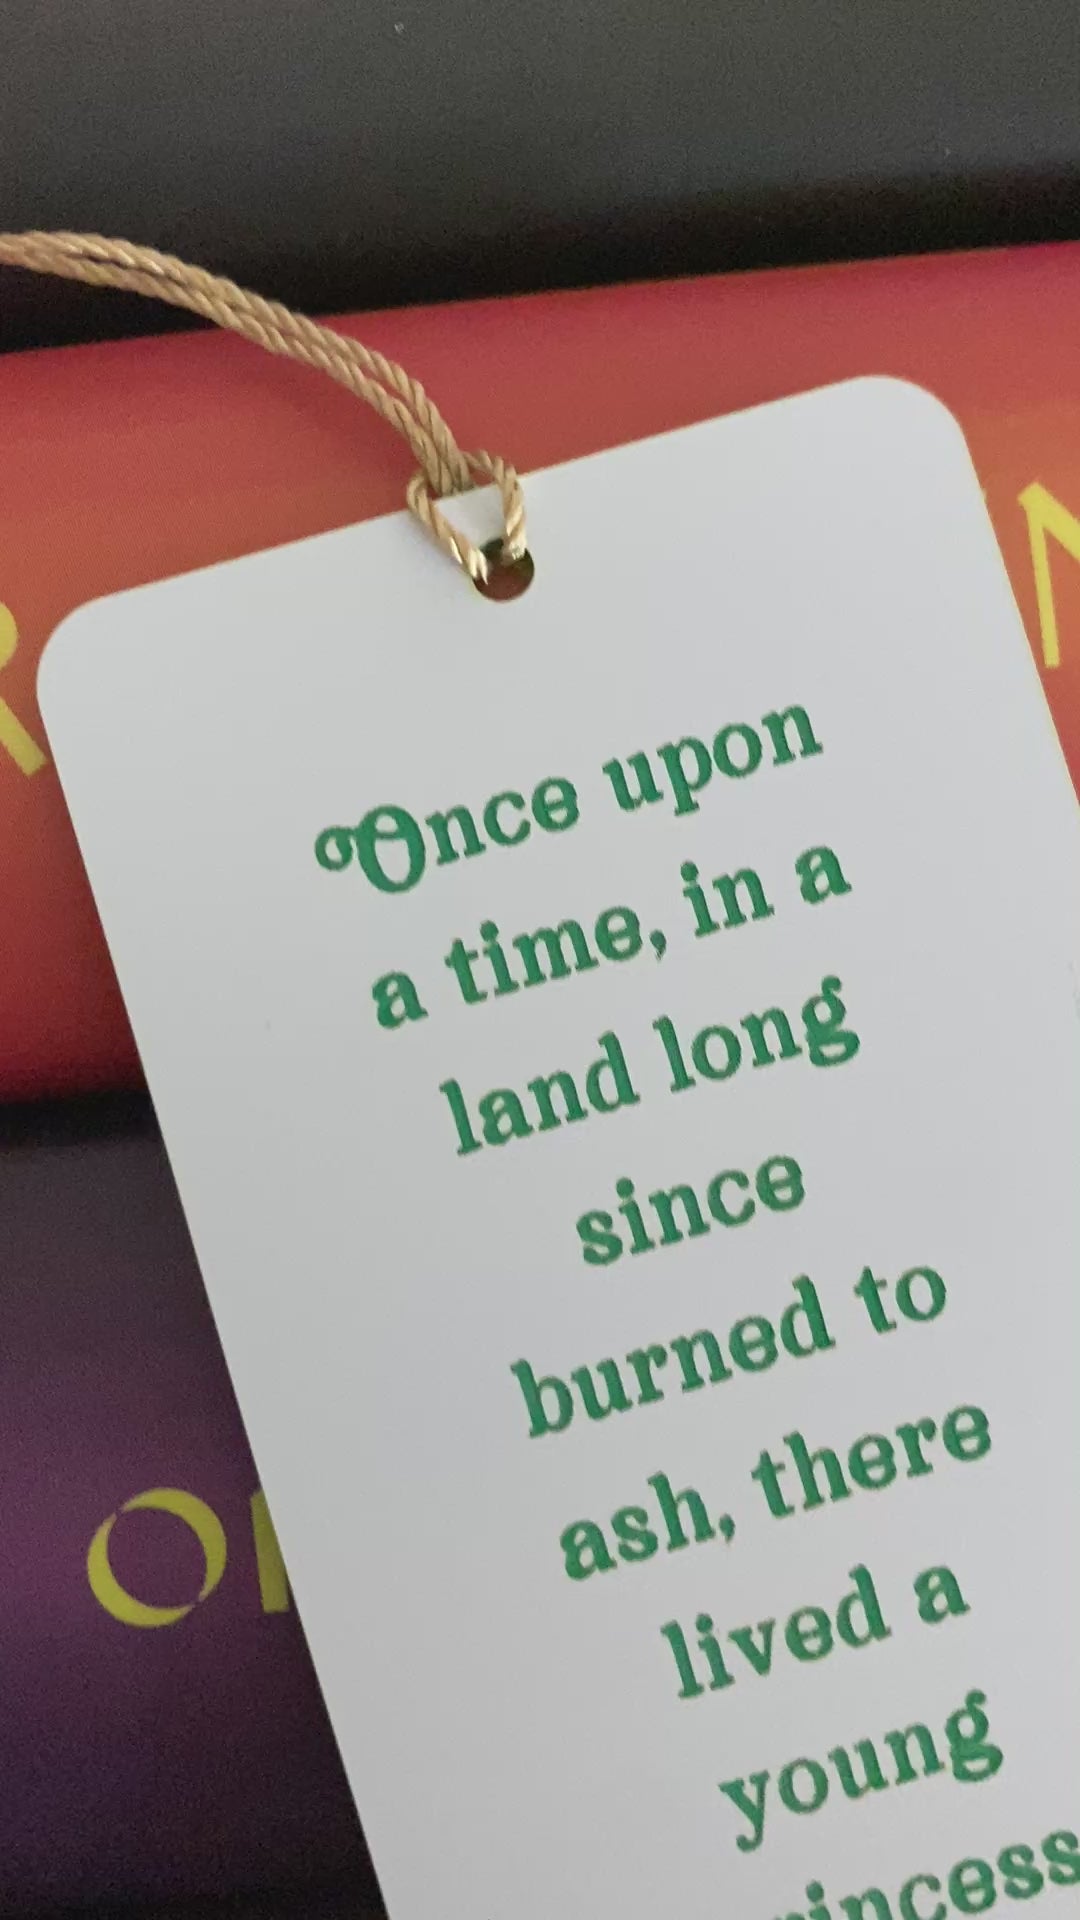 Once upon
a time, in a
land long
since
burned to
ash, there
lived a
young